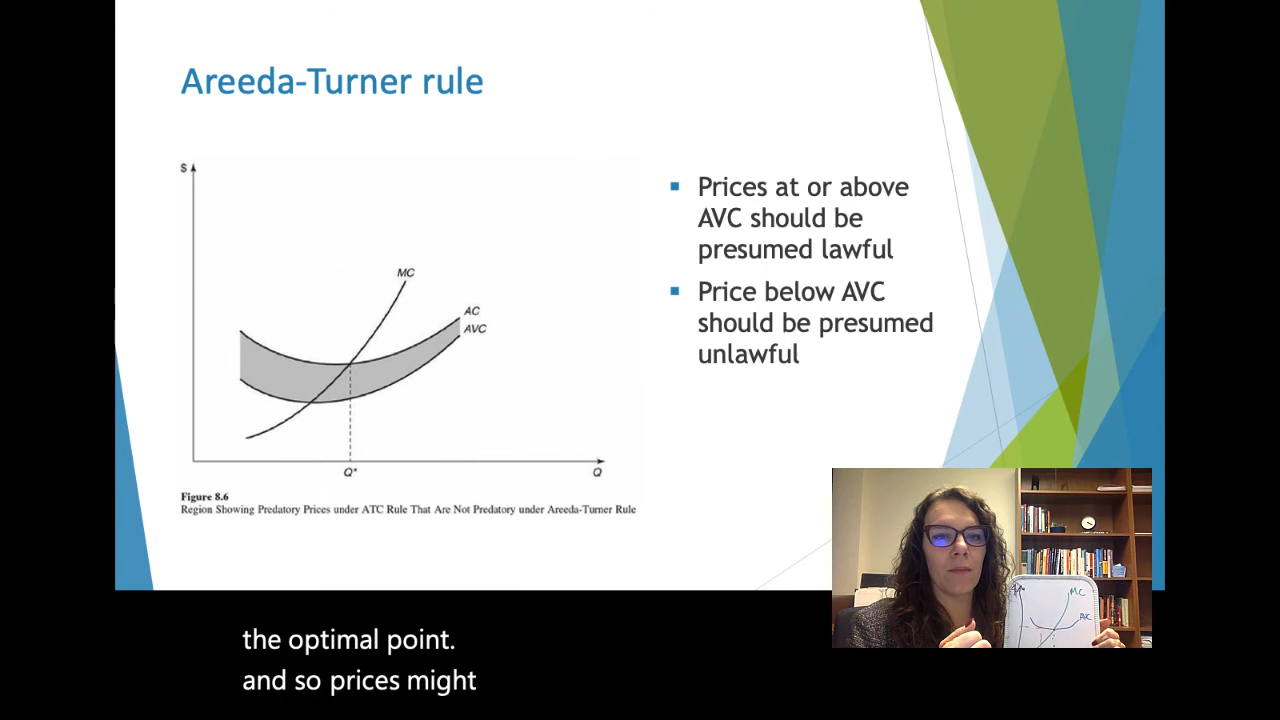 Areeda-Turner rule
$
MC
AC
AVC
Q*
Q
Figure 8.6
Region Showing Predatory Prices under ATC Rule That Are Not Predatory under Areeda-Turner Rule
Prices at or above
AVC should be
presumed lawful
Price below AVC
should be presumed
unlawful
MC
AVC
the optimal point.
and so prices might